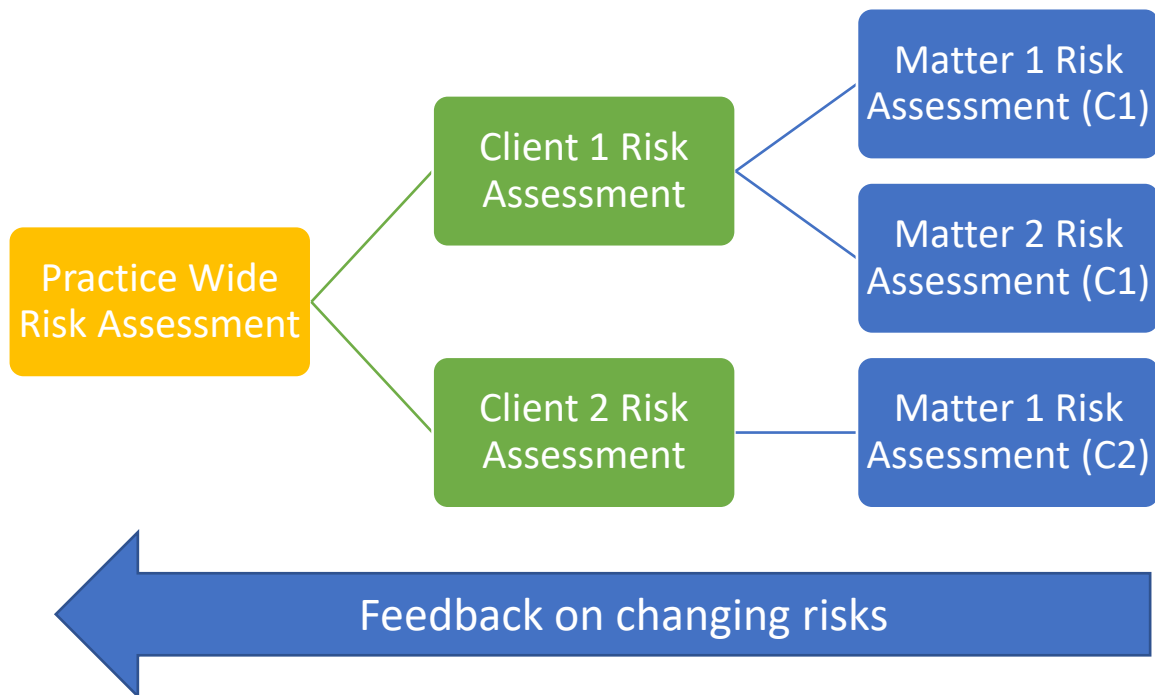 Practice Wide
Risk Assessment
Client 1 Risk
Assessment
Matter 1 Risk
Assessment (C1)
Matter 2 Risk
Assessment (C1)
Client 2 Risk
Assessment
Matter 1 Risk
Assessment (C2)
Feedback on changing risks